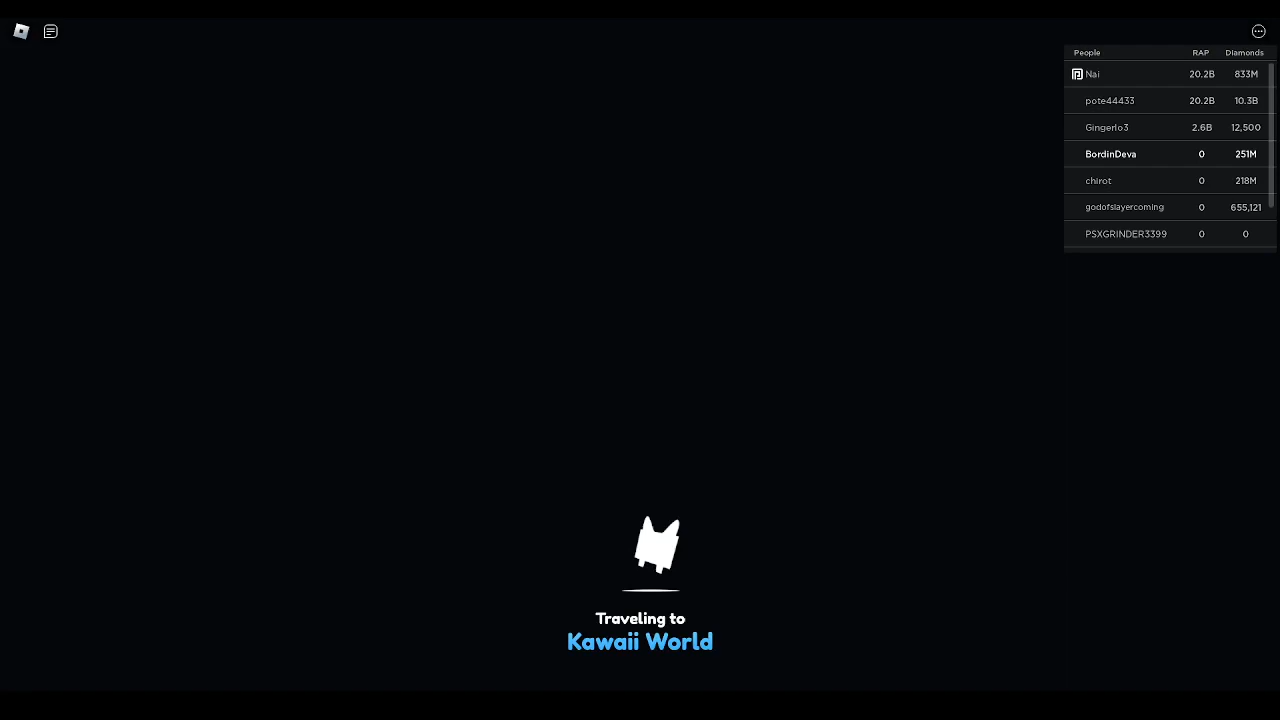 People RAP Diamonds
Nai 20.2B 833M
pote44433 20.2B 10.3B
Gingerlo3 2.6B 12,500
BordinDeva 0 251M
chirot 0 218M
godofslayercoming 0 655,121
PSXGRINDER3399 0 0
Traveling to
Kawaii World